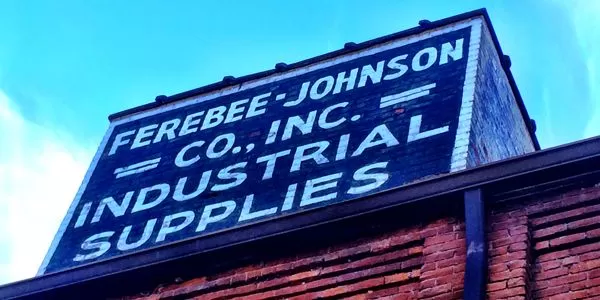 FEREBEE-JOHNSON
CO., INC.
INDUSTRIAL
SUPPLIES